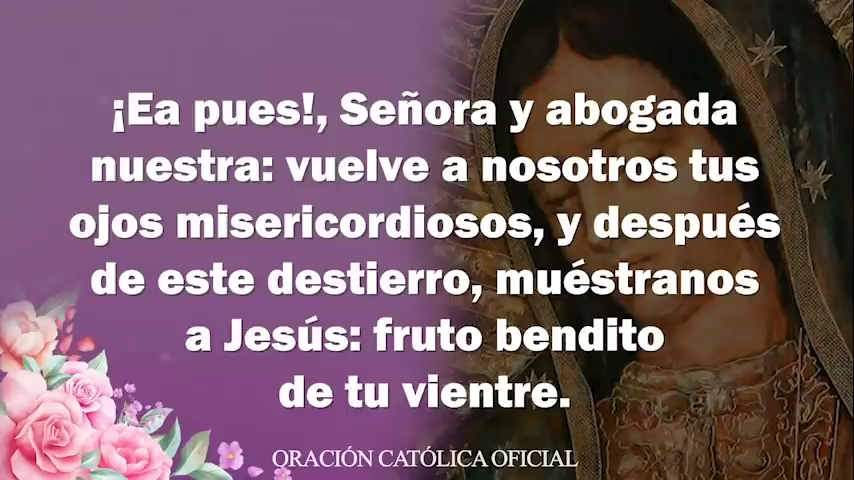 ¡Ea pues!, Señora y abogada
nuestra: vuelve a nosotros tus
ojos misericordiosos, y después
de este destierro, muéstranos
a Jesús: fruto bendito
de tu vientre.
ORACIÓN CATÓLICA OFICIAL